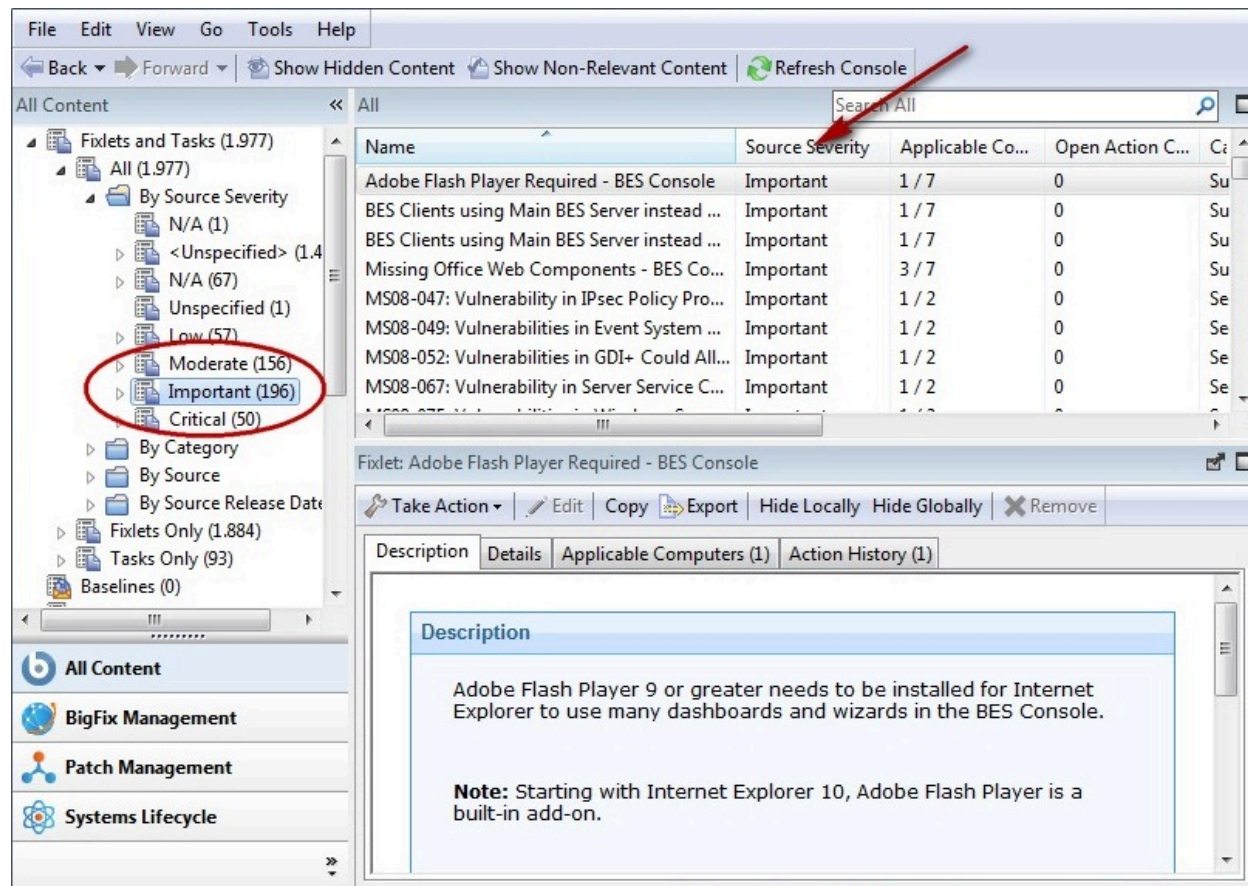 File Edit View Go Tools Help
Back Forward Show Hidden Content Show Non-Relevant Content Refresh Console
All Content
Fixlets and Tasks (1.977)
All (1.977)
By Source Severity
N/A (1)
<Unspecified> (1.4
N/A (67)
Unspecified (1)
Low (57)
Moderate (156)
Important (196)
Critical (50)
By Category
By Source
By Source Release Date
Fixlets Only (1.884)
Tasks Only (93)
Baselines (0)
All Content
BigFix Management
Patch Management
Systems Lifecycle
All Search All
Name Source Severity Applicable Co... Open Action C... Ca
Adobe Flash Player Required - BES Console Important 1 / 7 0 Su
BES Clients using Main BES Server instead ... Important 1 / 7 0 Su
BES Clients using Main BES Server instead ... Important 1 / 7 0 Su
Missing Office Web Components - BES Co... Important 3 / 7 0 Su
MS08-047: Vulnerability in IPsec Policy Pro... Important 1 / 2 0 Se
MS08-049: Vulnerabilities in Event System ... Important 1 / 2 0 Se
MS08-052: Vulnerabilities in GDI+ Could All... Important 1 / 2 0 Se
MS08-067: Vulnerability in Server Service C... Important 1 / 2 0 Se
Fixlet: Adobe Flash Player Required - BES Console
Take Action Edit Copy Export Hide Locally Hide Globally Remove
Description Details Applicable Computers (1) Action History (1)
Description
Adobe Flash Player 9 or greater needs to be installed for Internet
Explorer to use many dashboards and wizards in the BES Console.
Note: Starting with Internet Explorer 10, Adobe Flash Player is a
built-in add-on.